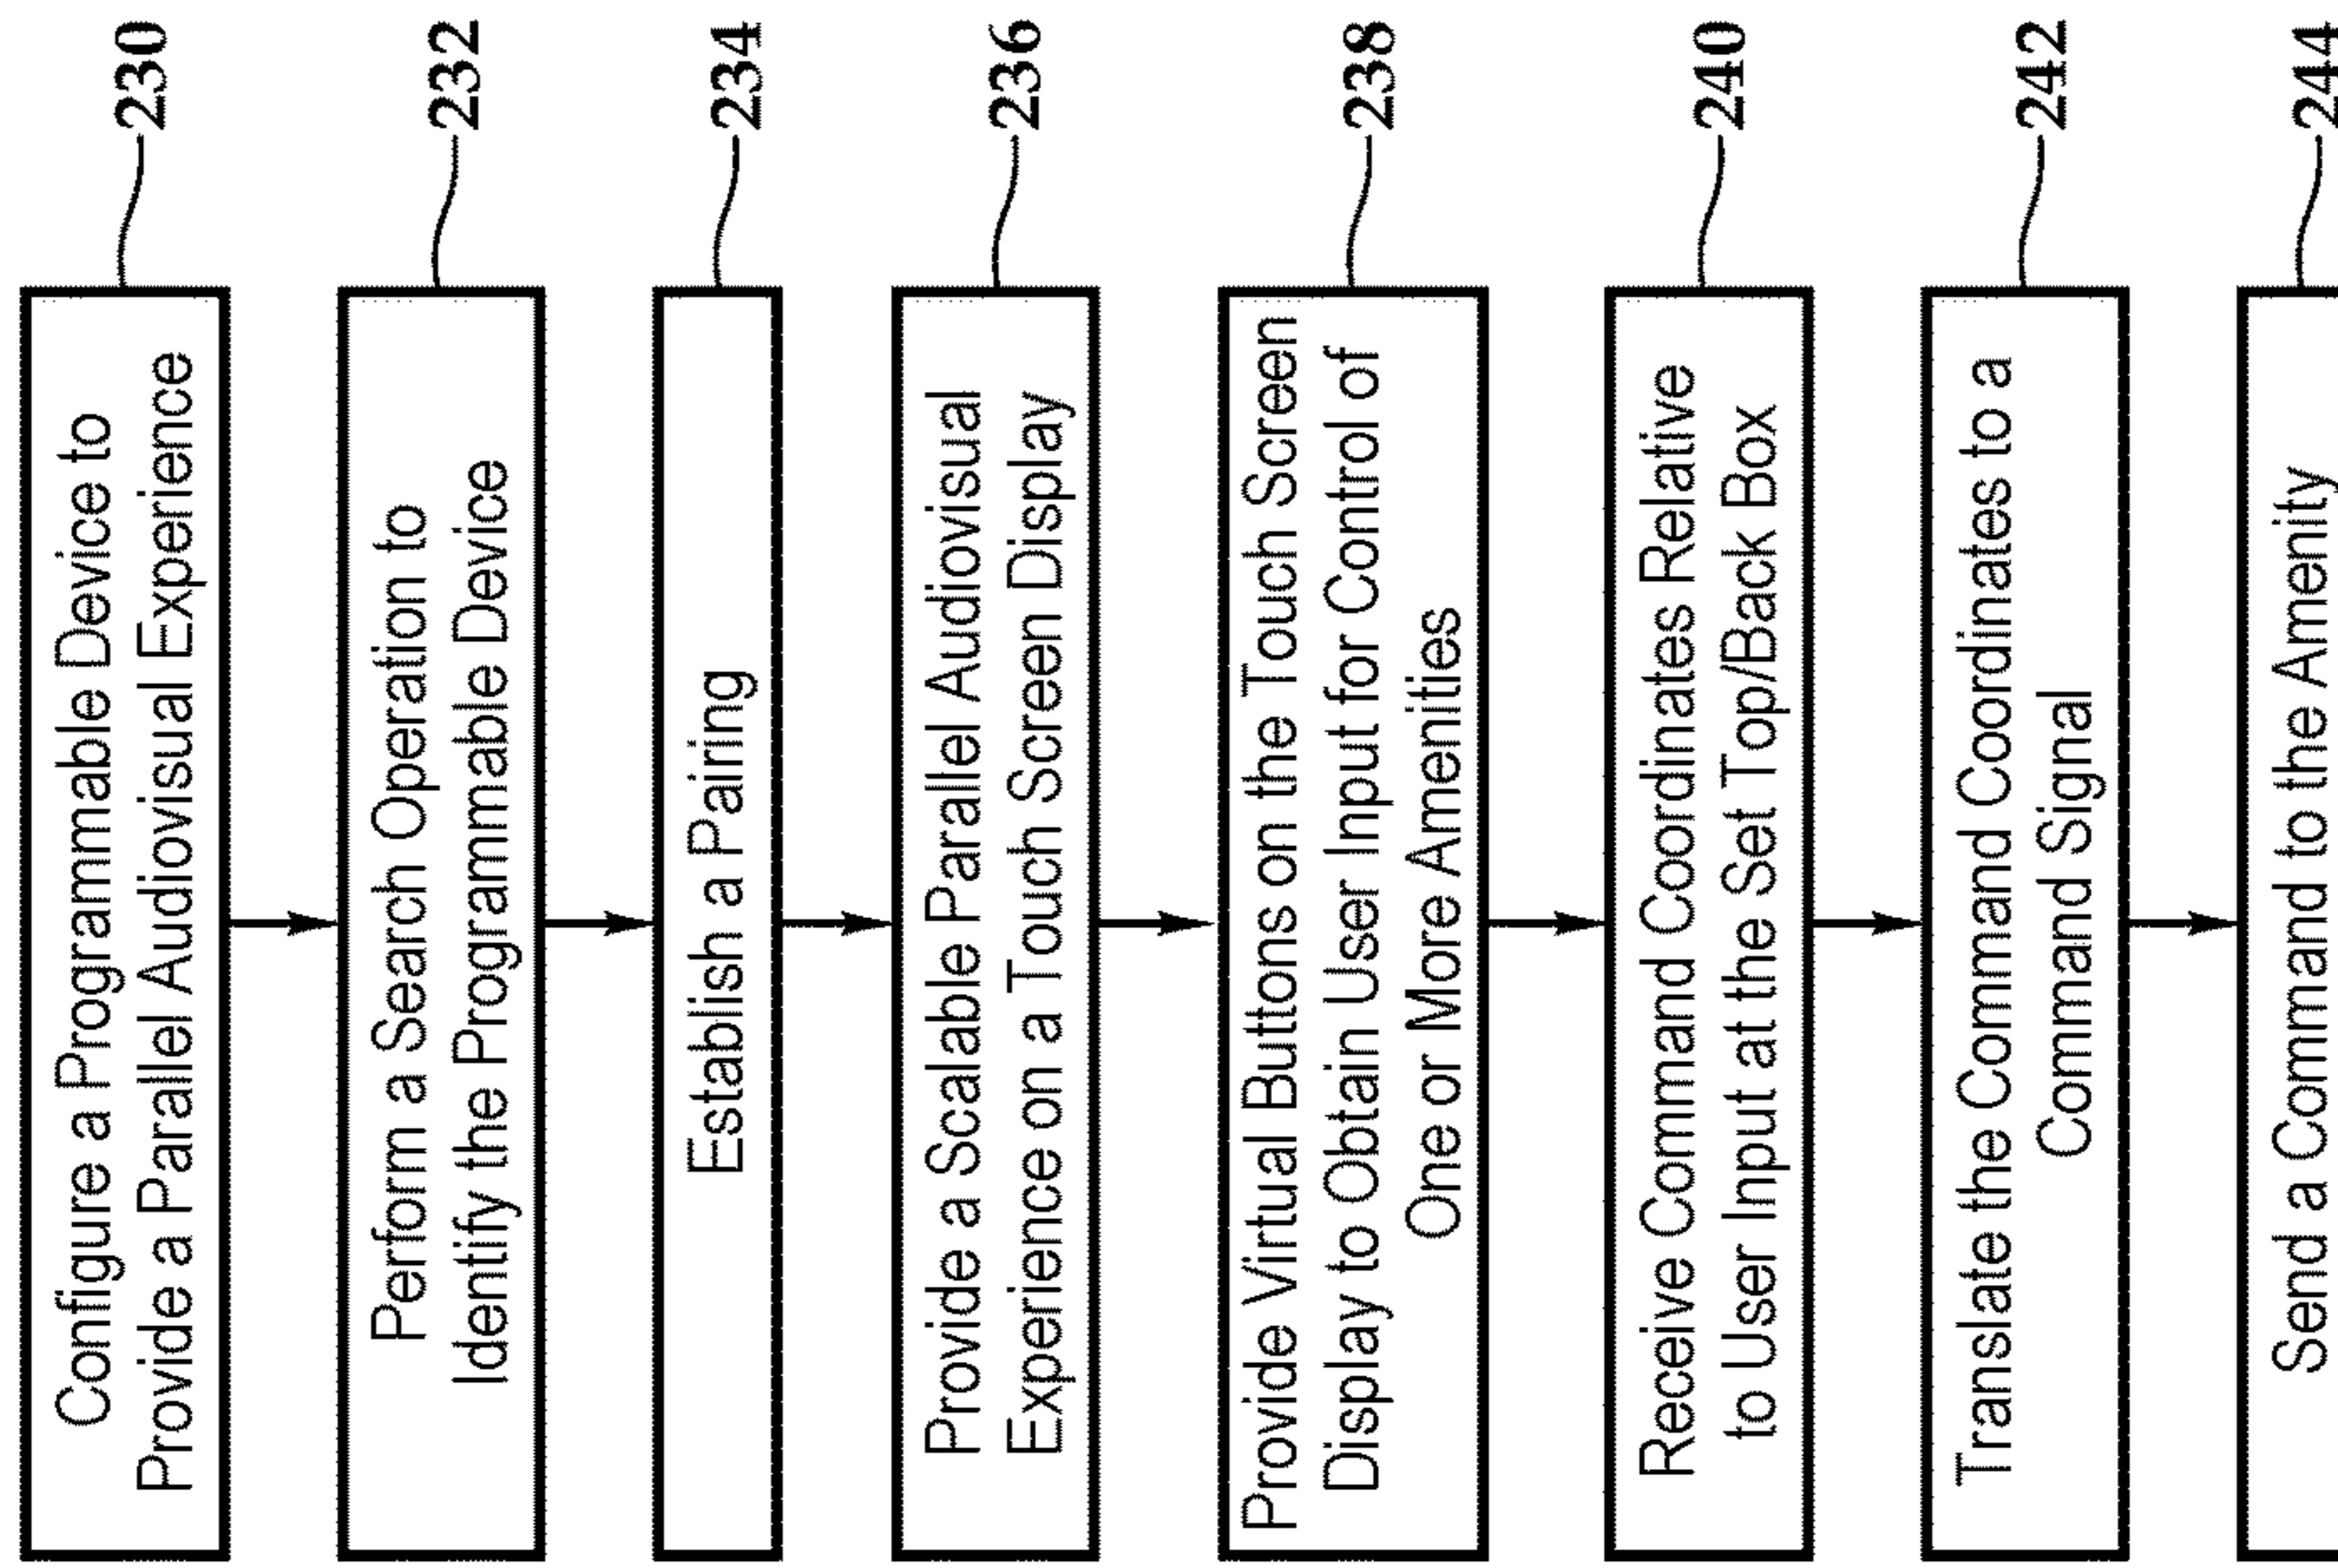 Configure a Programmable Device to
Provide a Parallel Audiovisual Experience
230
Perform a Search Operation to
Identify the Programmable Device
232
Establish a Pairing
234
Provide a Scalable Parallel Audiovisual
Experience on a Touch Screen Display
236
Provide Virtual Buttons on the Touch Screen
Display to Obtain User Input for Control of
One or More Amenities
238
Receive Command Coordinates Relative
to User Input at the Set Top/Back Box
240
Translate the Command Coordinates to a
Command Signal
242
Send a Command to the Amenity
244